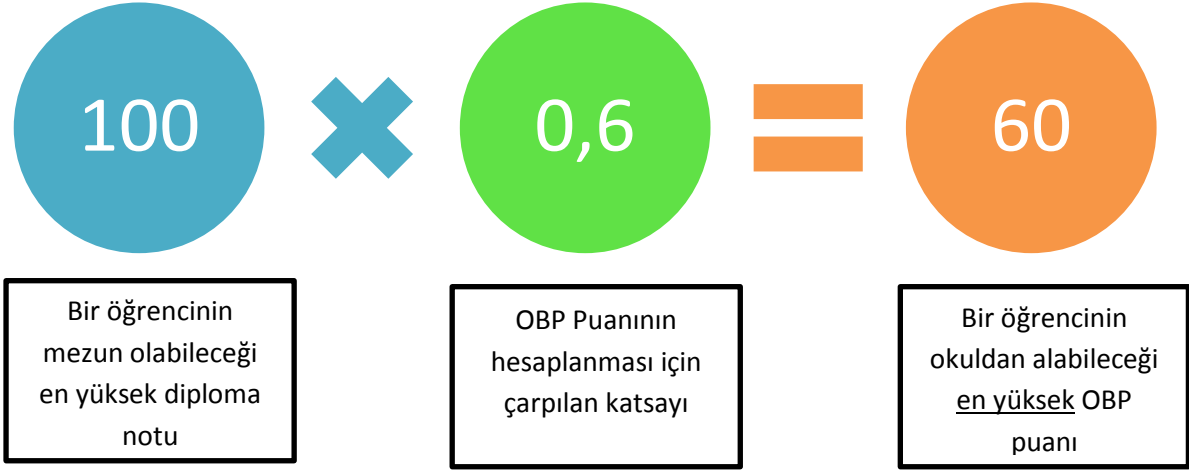 100
0,6
60
Bir öğrencinin
mezun olabileceği
en yüksek diploma
notu
OBP Puanının
hesaplanması için
çarpılan katsayı
Bir öğrencinin
okuldan alabileceği
en yüksek OBP
puanı